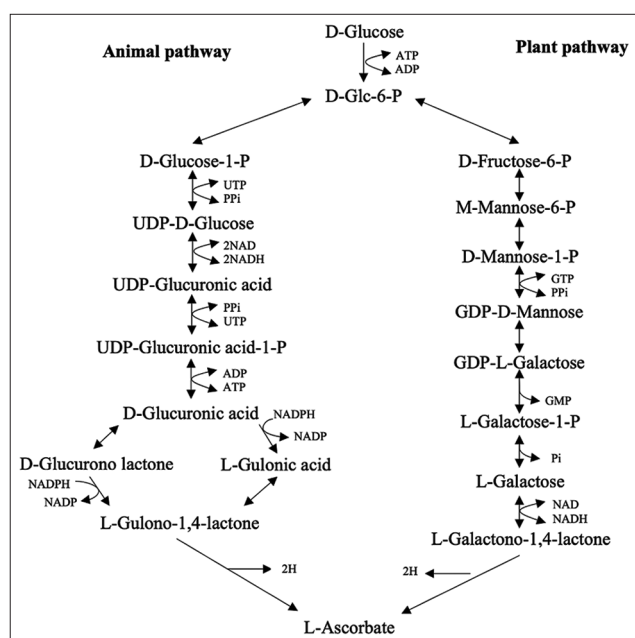 D-Glucose
Animal pathway
Plant pathway
ATP
ADP
D-Glc-6-P
D-Glucose-1-P
UTP
PPi
UDP-D-Glucose
2NAD
2NADH
UDP-Glucuronic acid
PPi
UTP
UDP-Glucuronic acid-1-P
ADP
ATP
D-Glucuronic acid
NADPH
NADP
D-Glucurono lactone
L-Gulonic acid
NADPH
NADP
L-Gulono-1,4-lactone
2H
D-Fructose-6-P
M-Mannose-6-P
D-Mannose-1-P
GTP
PPi
GDP-D-Mannose
GDP-L-Galactose
GMP
L-Galactose-1-P
Pi
L-Galactose
NAD
NADH
L-Galactono-1,4-lactone
2H
L-Ascorbate